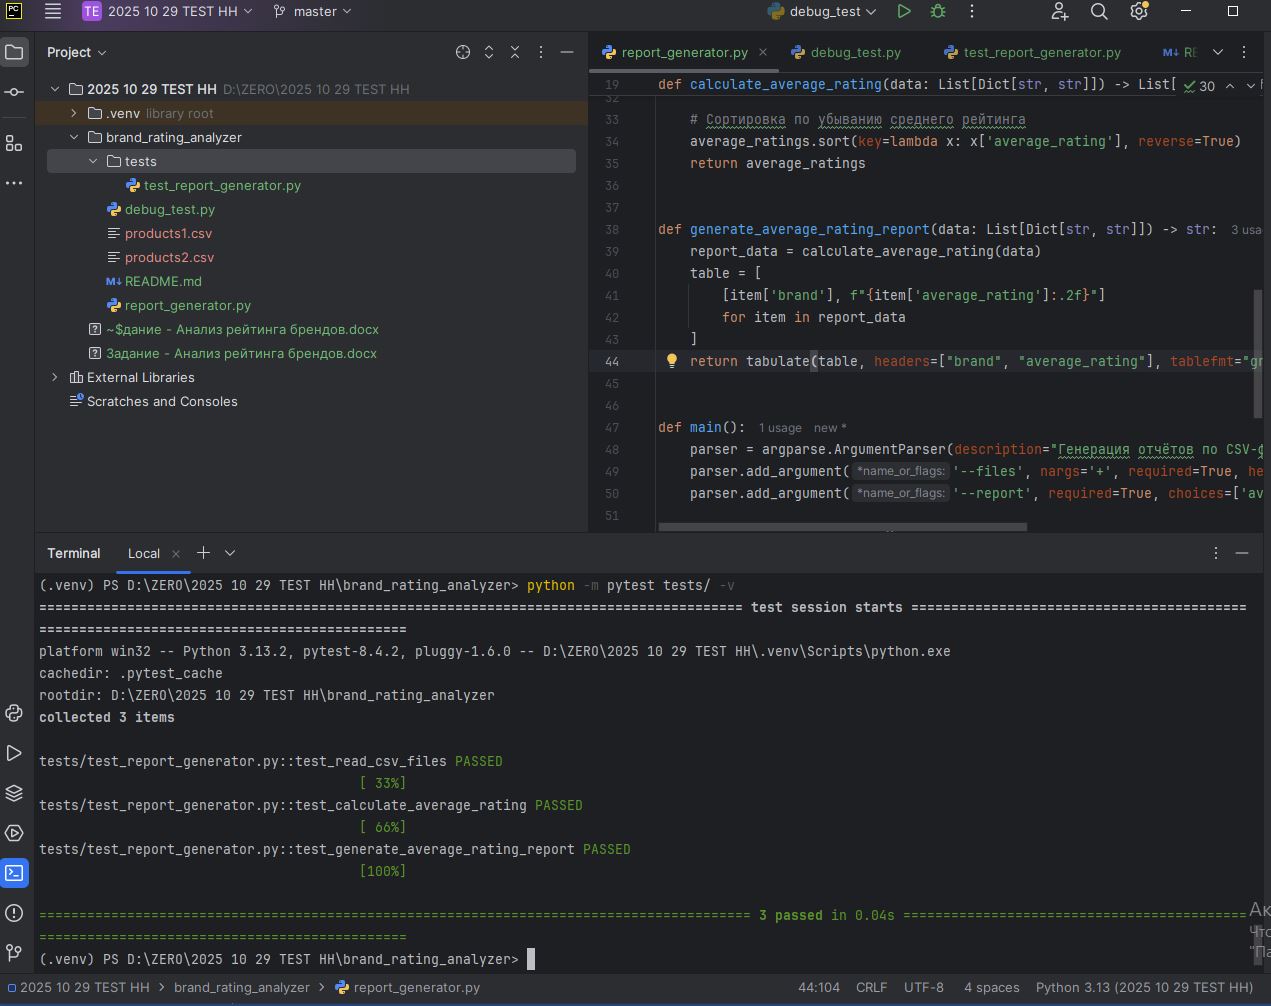 PC TE 2025 10 29 TEST HH master debug_test
Project
report_generator.py debug_test.py test_report_generator.py M↓
2025 10 29 TEST HH D:\ZERO\2025 10 29 TEST HH
.venv library root
brand_rating_analyzer
tests
test_report_generator.py
debug_test.py
products1.csv
products2.csv
M↓ README.md
report_generator.py
~$дание - Анализ рейтинга брендов.docx
Задание - Анализ рейтинга брендов.docx
External Libraries
Scratches and Consoles
19 def calculate_average_rating(data: List[Dict[str, str]]) -> List[ 30
32
33 # Сортировка по убыванию среднего рейтинга
34 average_ratings.sort(key=lambda x: x['average_rating'], reverse=True)
35 return average_ratings
36
37
38 def generate_average_rating_report(data: List[Dict[str, str]]) -> str: 3 usa
39 report_data = calculate_average_rating(data)
40 table = [
41 [item['brand'], f"{item['average_rating']:.2f}"]
42 for item in report_data
43 ]
44 return tabulate(table, headers=["brand", "average_rating"], tablefmt="gr
45
46
47 def main(): 1 usage new *
48 parser = argparse.ArgumentParser(description="Генерация отчётов по CSV-ф
49 parser.add_argument( *name_or_flags: '--files', nargs='+', required=True, he
50 parser.add_argument( *name_or_flags: '--report', required=True, choices=['av
51
Terminal Local
(.venv) PS D:\ZERO\2025 10 29 TEST HH\brand_rating_analyzer> python -m pytest tests/ -v
======================================================================================== test session starts ==========================================
==============================================
platform win32 -- Python 3.13.2, pytest-8.4.2, pluggy-1.6.0 -- D:\ZERO\2025 10 29 TEST HH\.venv\Scripts\python.exe
cachedir: .pytest_cache
rootdir: D:\ZERO\2025 10 29 TEST HH\brand_rating_analyzer
collected 3 items
tests/test_report_generator.py::test_read_csv_files PASSED
[ 33%]
tests/test_report_generator.py::test_calculate_average_rating PASSED
[ 66%]
tests/test_report_generator.py::test_generate_average_rating_report PASSED
[100%]
========================================================================================= 3 passed in 0.04s ===========================================
==============================================
(.venv) PS D:\ZERO\2025 10 29 TEST HH\brand_rating_analyzer>
Ак
Что
"Па
2025 10 29 TEST HH > brand_rating_analyzer > report_generator.py 44:104 CRLF UTF-8 4 spaces Python 3.13 (2025 10 29 TEST HH)